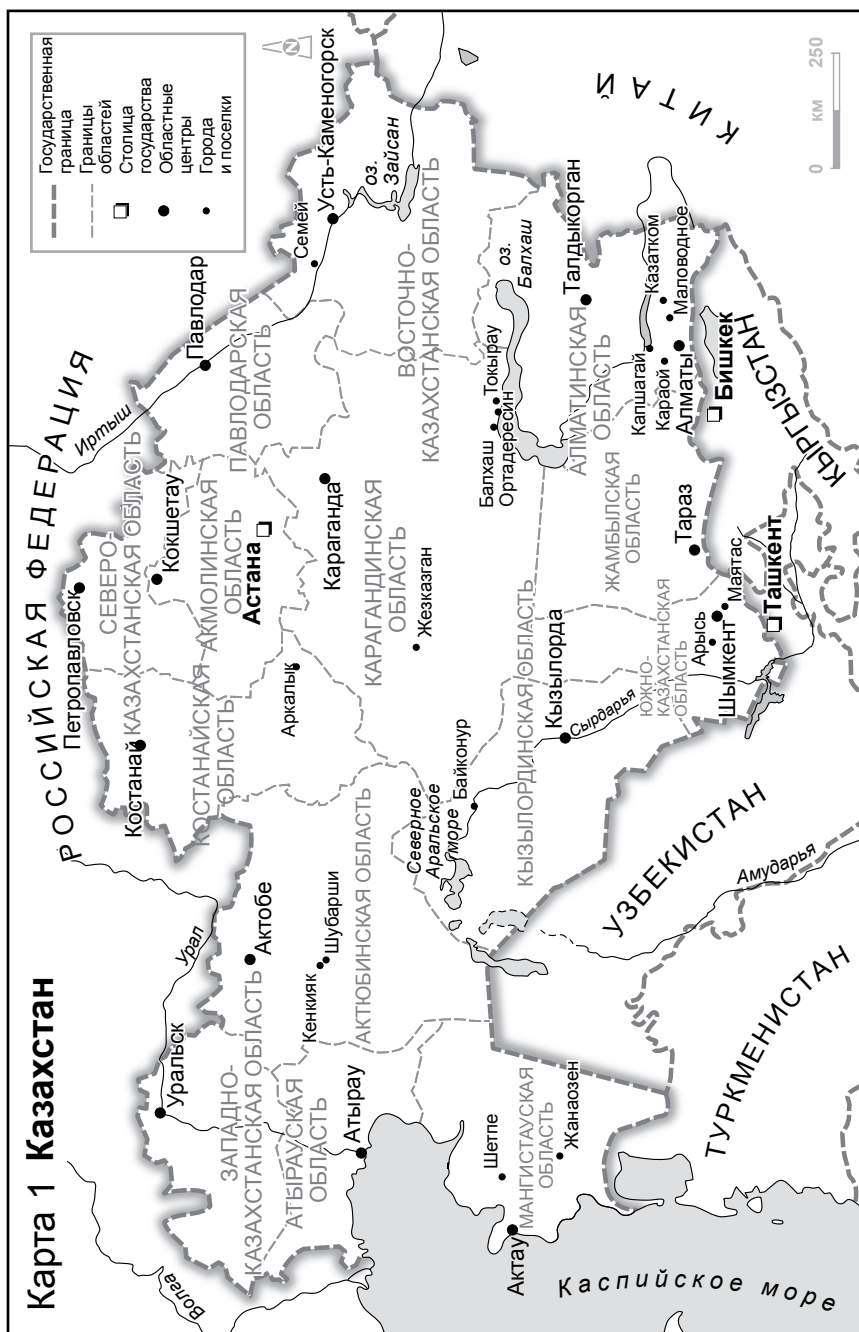 Карта 1 Казахстан
Государственная
граница
Границы
областей
Столица
государства
Областные
центры
Города
и поселки
N
РОССИЙСКАЯ ФЕДЕРАЦИЯ
Волга
Урал
Иртыш
Уральск
ЗАПАДНО-
КАЗАХСТАНСКАЯ ОБЛАСТЬ
АТЫРАУСКАЯ
ОБЛАСТЬ
Атырау
Актобе
Кенкияк
Шубарши
АКТЮБИНСКАЯ ОБЛАСТЬ
Костанай
КОСТАНАЙСКАЯ
ОБЛАСТЬ
Аркалык
Петропавловск
СЕВЕРО-
КАЗАХСТАНСКАЯ ОБЛАСТЬ
Кокшетау
АКМОЛИНСКАЯ
ОБЛАСТЬ
Астана
Павлодар
ПАВЛОДАРСКАЯ
ОБЛАСТЬ
Семей
Усть-Каменогорск
оз.
Зайсан
ВОСТОЧНО-
КАЗАХСТАНСКАЯ ОБЛАСТЬ
Караганда
КАРАГАНДИНСКАЯ
ОБЛАСТЬ
Жезказган
Балхаш
Ортадересин
Токырау
оз.
Балхаш
Северное
Аральское
море
Байконур
КЫЗЫЛОРДИНСКАЯ ОБЛАСТЬ
Кызылорда
Сырдарья
Шетпе
Актау
МАНГИСТАУСКАЯ
ОБЛАСТЬ
Жанаозен
ЮЖНО-
КАЗАХСТАНСКАЯ
ОБЛАСТЬ
Арысь
Шымкент
Маятас
Ташкент
ЖАМБЫЛСКАЯ
ОБЛАСТЬ
Тараз
АЛМАТИНСКАЯ
ОБЛАСТЬ
Талдыкорган
Капшагай
Караой
Алматы
Казатком
Маловодное
Бишкек
КЫРГЫЗСТАН
КИТАЙ
УЗБЕКИСТАН
Амударья
ТУРКМЕНИСТАН
Каспийское море
0
км
250